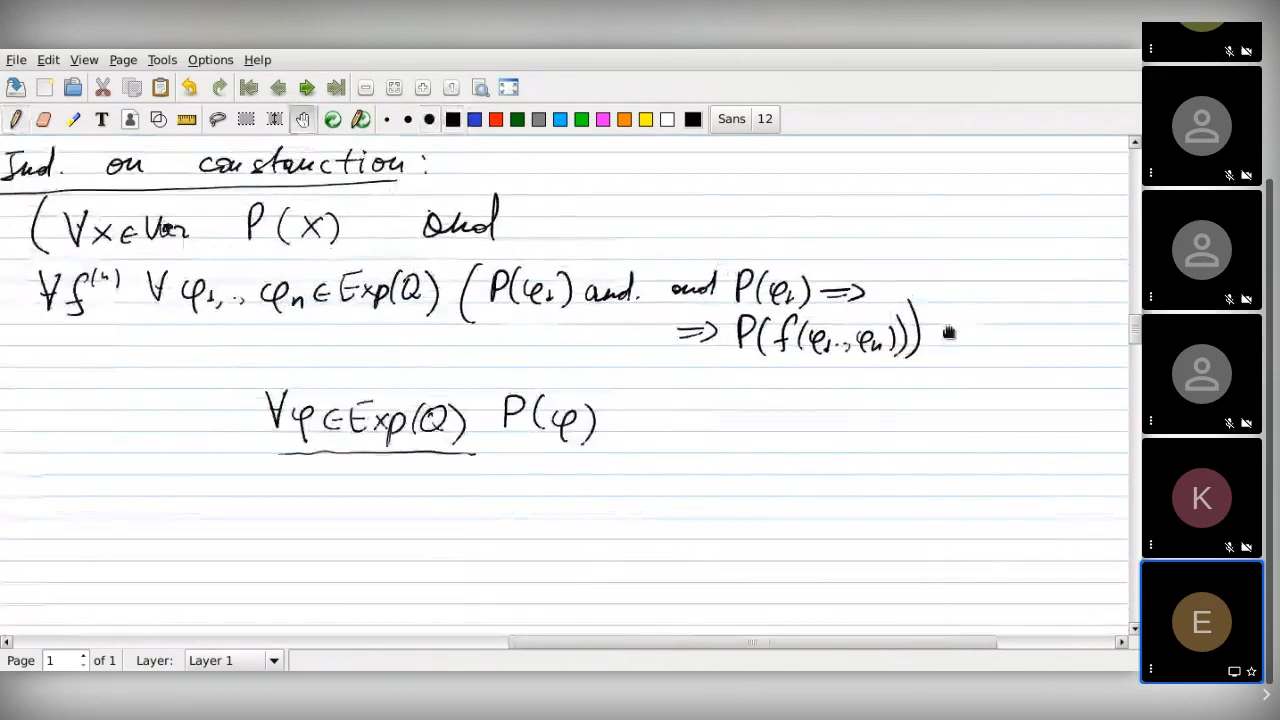 File Edit View Page Tools Options Help
Sans 12
Ind. on construction :
( ∀x∈Var P(x) and
∀f⁽ⁿ⁾ ∀ φ₁,.., φₙ ∈ Exp(Q) ( P(φ₁) and. and P(φ₁) ⇒
⇒ P(f(φ₁..,φₙ)))
∀φ∈Exp(Q) P(φ)
K
E
Page 1 of 1 Layer: Layer 1